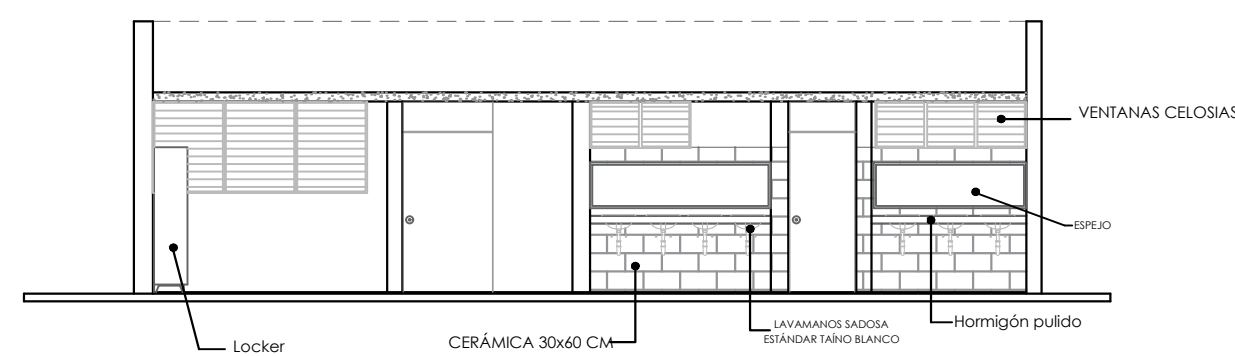 VENTANAS CELOSIAS
ESPEJO
Hormigón pulido
LAVAMANOS SADOSA
ESTÁNDAR TAÍNO BLANCO
CERÁMICA 30x60 CM
Locker